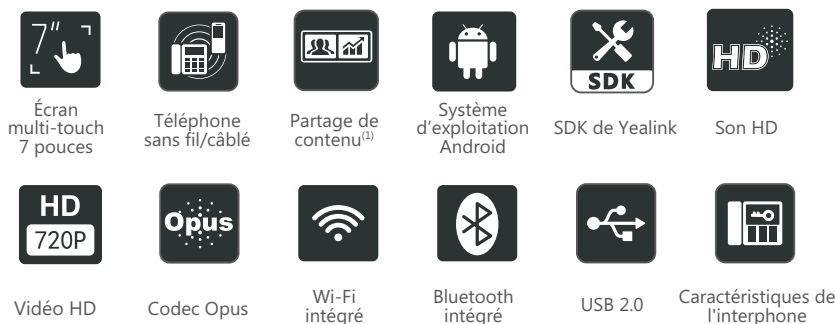 7"
SDK
HD
Écran
multi-touch
7 pouces
Téléphone
sans fil/câblé
Partage de
contenu(1)
Système
d'exploitation
Android
SDK de Yealink
Son HD
HD
720P
Opus
Vidéo HD
Codec Opus
Wi-Fi
intégré
Bluetooth
intégré
USB 2.0
Caractéristiques de
l'interphone